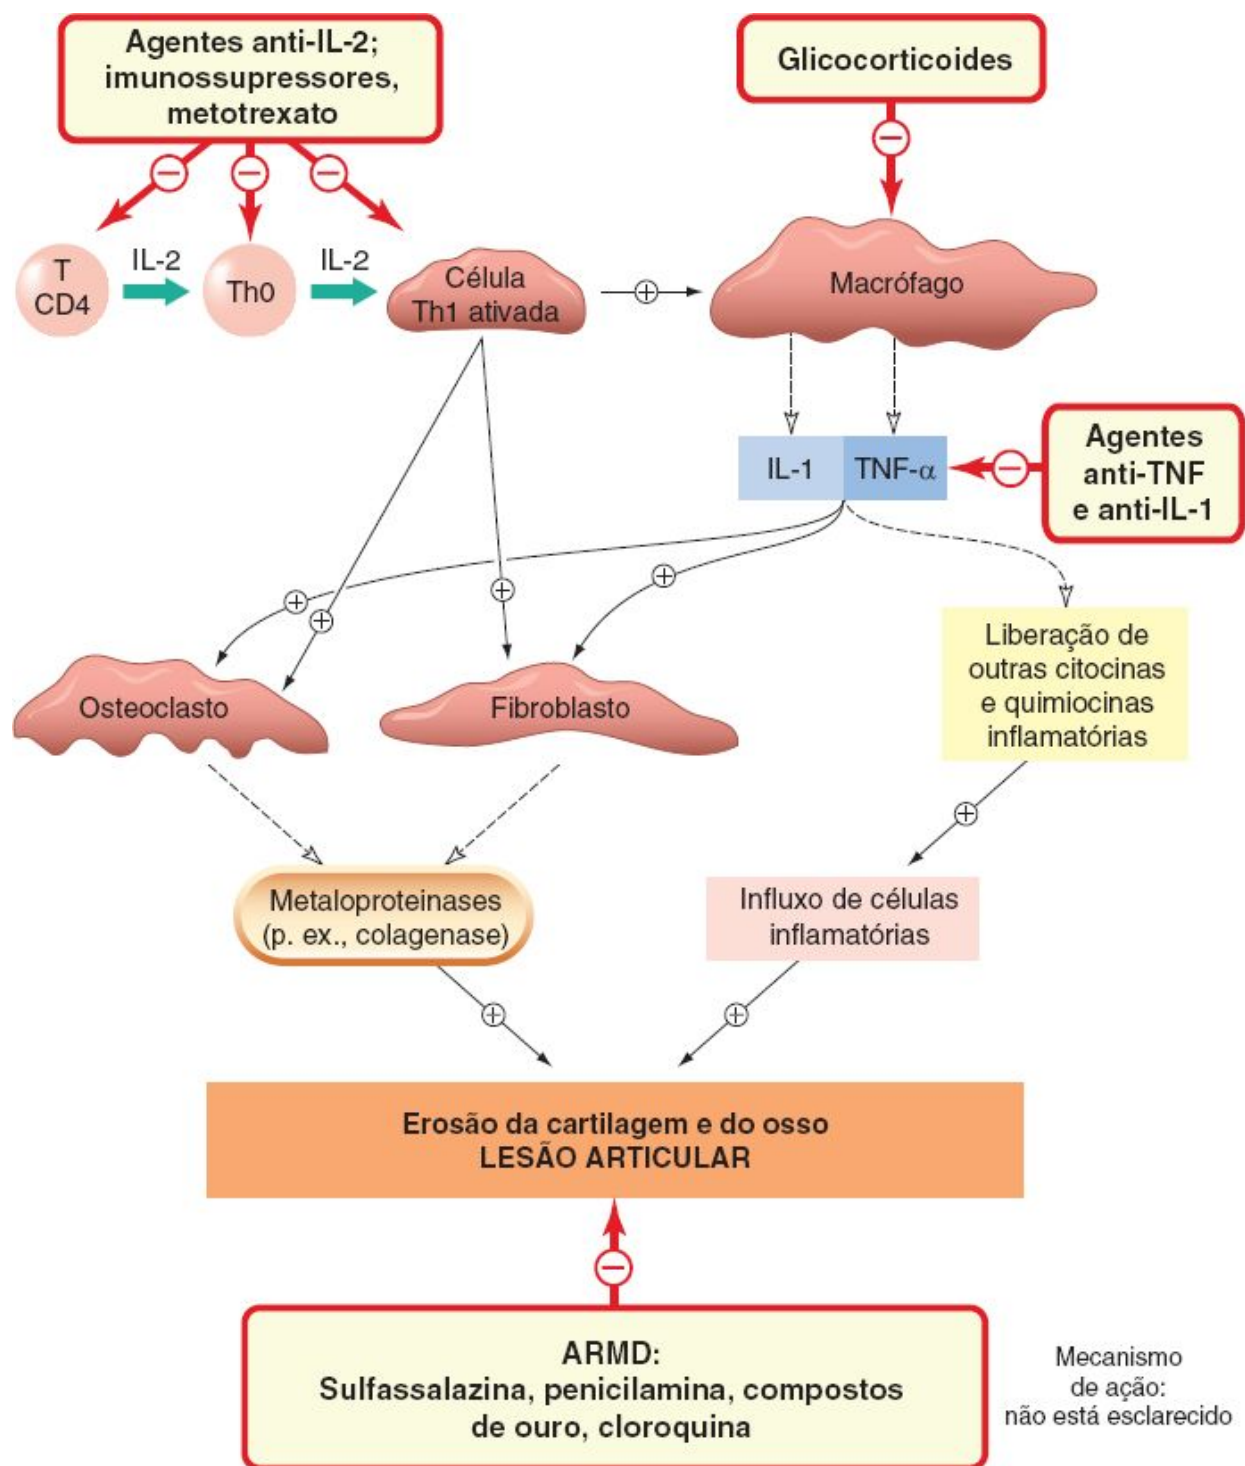 Agentes anti-IL-2;
imunossupressores,
metotrexato
Glicocorticoides
T
CD4
IL-2
Th0
IL-2
Célula
Th1 ativada
Macrófago
IL-1
TNF-α
Agentes
anti-TNF
e anti-IL-1
Liberação de
outras citocinas
e quimiocinas
inflamatórias
Osteoclasto
Fibroblasto
Metaloproteinases
(p. ex., colagenase)
Influxo de células
inflamatórias
Erosão da cartilagem e do osso
LESÃO ARTICULAR
ARMD:
Sulfassalazina, penicilamina, compostos
de ouro, cloroquina
Mecanismo
de ação:
não está esclarecido